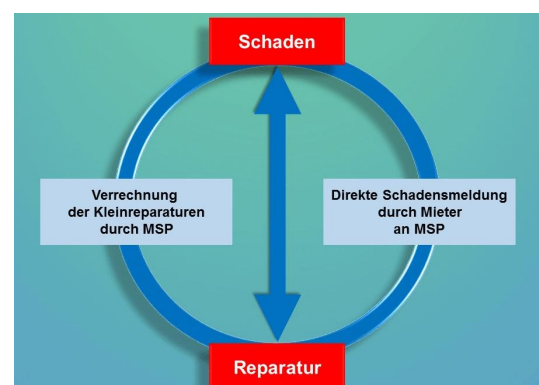 Schaden
Verrechnung
der Kleinreparaturen
durch MSP
Direkte Schadensmeldung
durch Mieter
an MSP
Reparatur